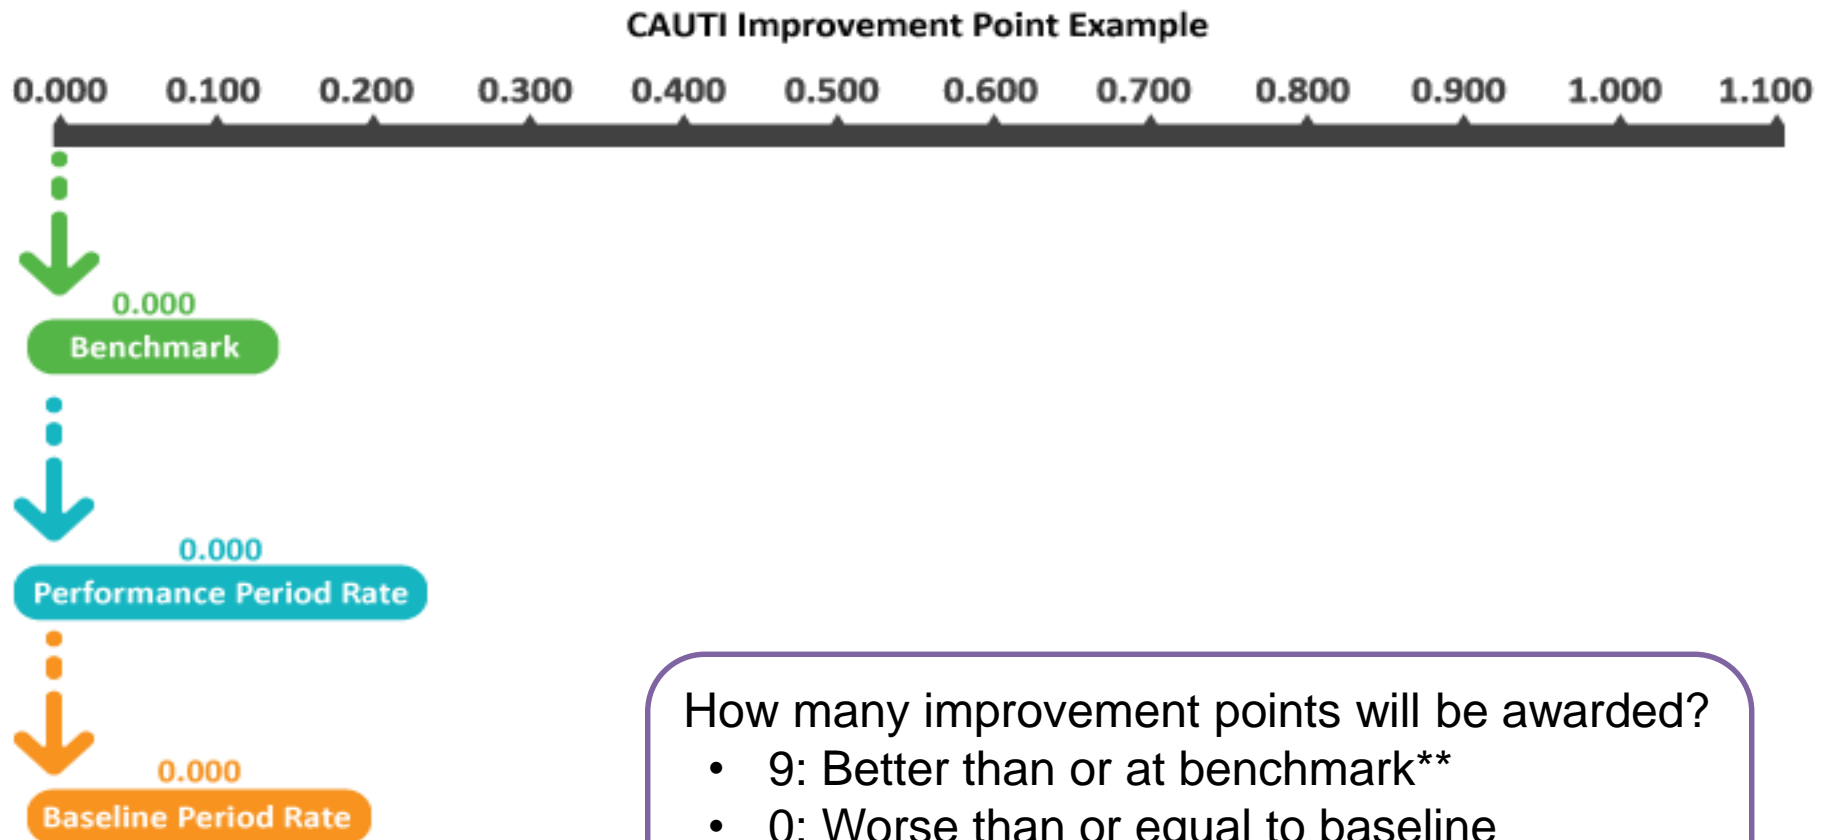 CAUTI Improvement Point Example
0.000 0.100 0.200 0.300 0.400 0.500 0.600 0.700 0.800 0.900 1.000 1.100
0.000
Benchmark
0.000
Performance Period Rate
0.000
Baseline Period Rate
How many improvement points will be awarded?
• 9: Better than or at benchmark**
• 0: Worse than or equal to baseline